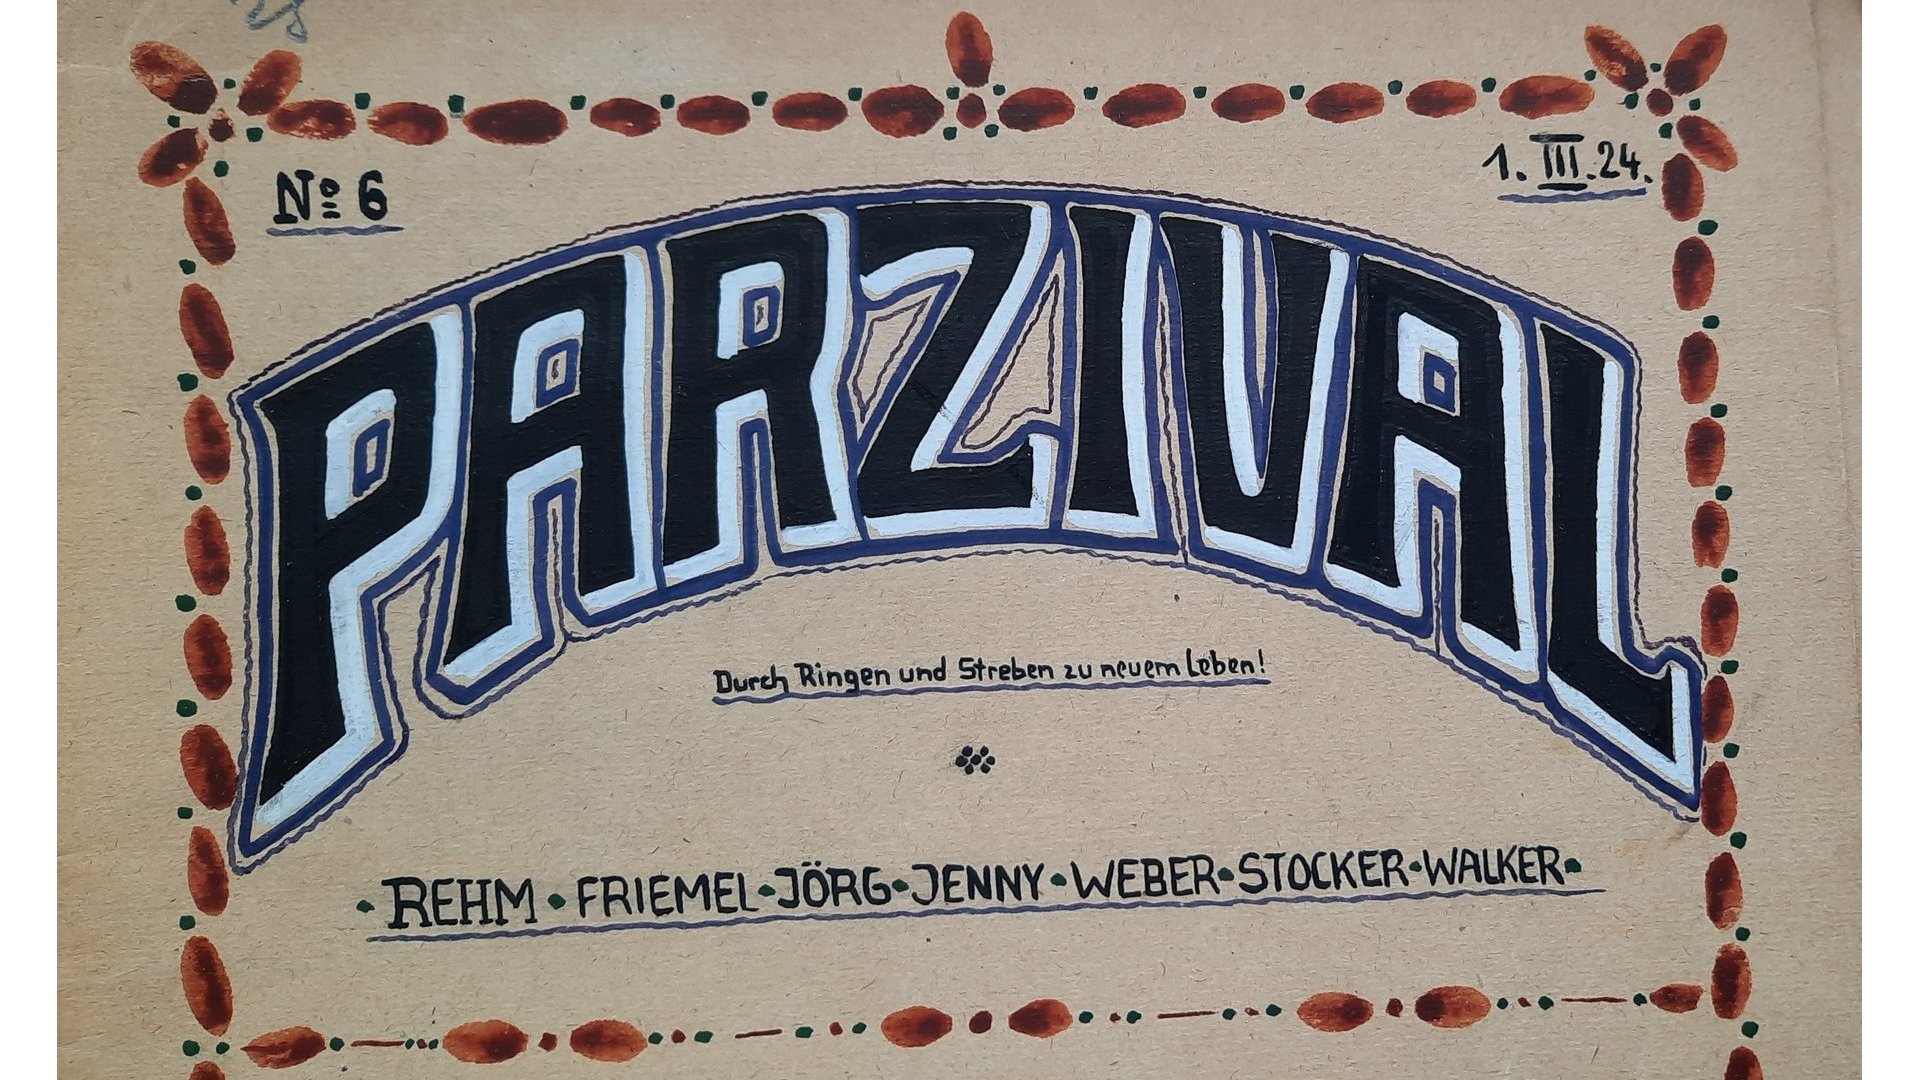 28
Nº 6
1. III. 24.
PARZIVAL
Durch Ringen und Streben zu neuem Leben!
• REHM • FRIEMEL • JÖRG • JENNY • WEBER • STOCKER • WALKER •